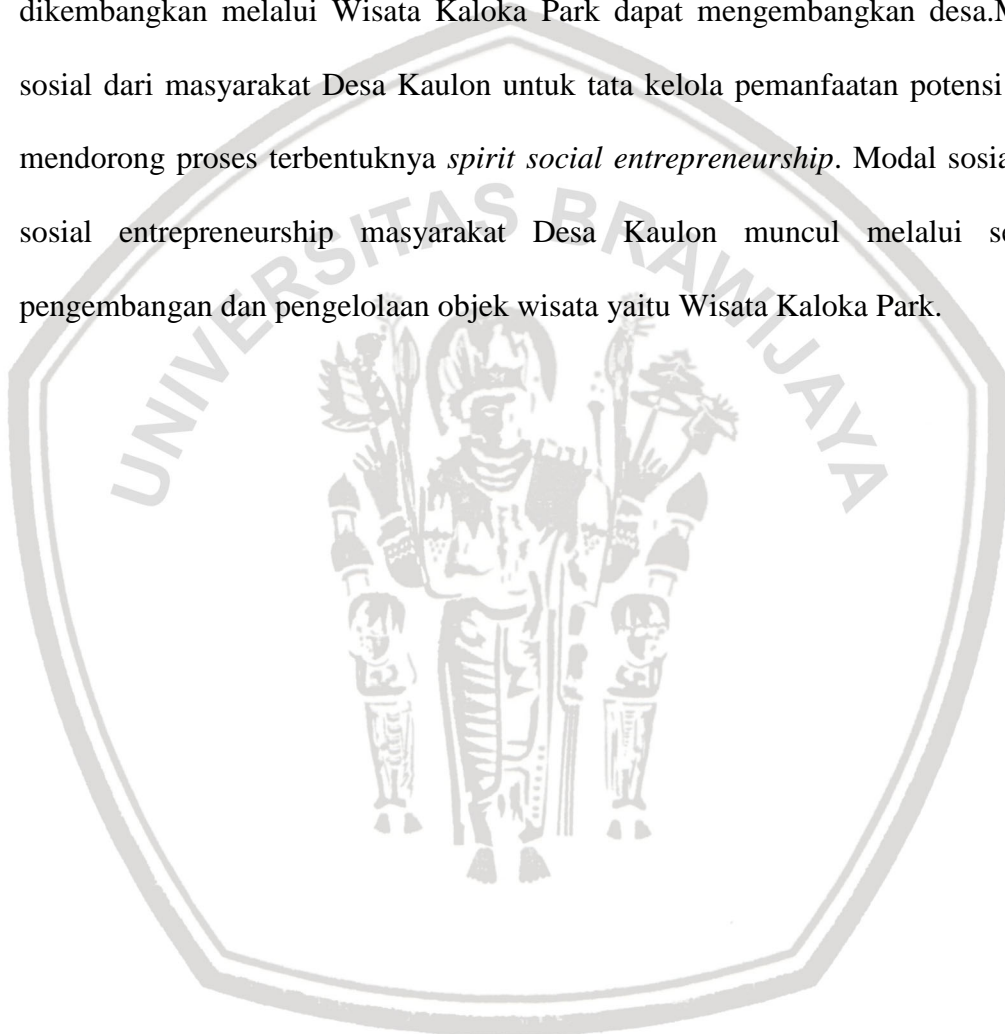 dikembangkan melalui Wisata Kaloka Park dapat mengembangkan desa.
sosial dari masyarakat Desa Kaulon untuk tata kelola pemanfaatan potensi
mendorong proses terbentuknya spirit social entrepreneurship. Modal
sosial entrepreneurship masyarakat Desa Kaulon muncul melalui
pengembangan dan pengelolaan objek wisata yaitu Wisata Kaloka Park.
UNIVERSITAS BRAWIJAYA